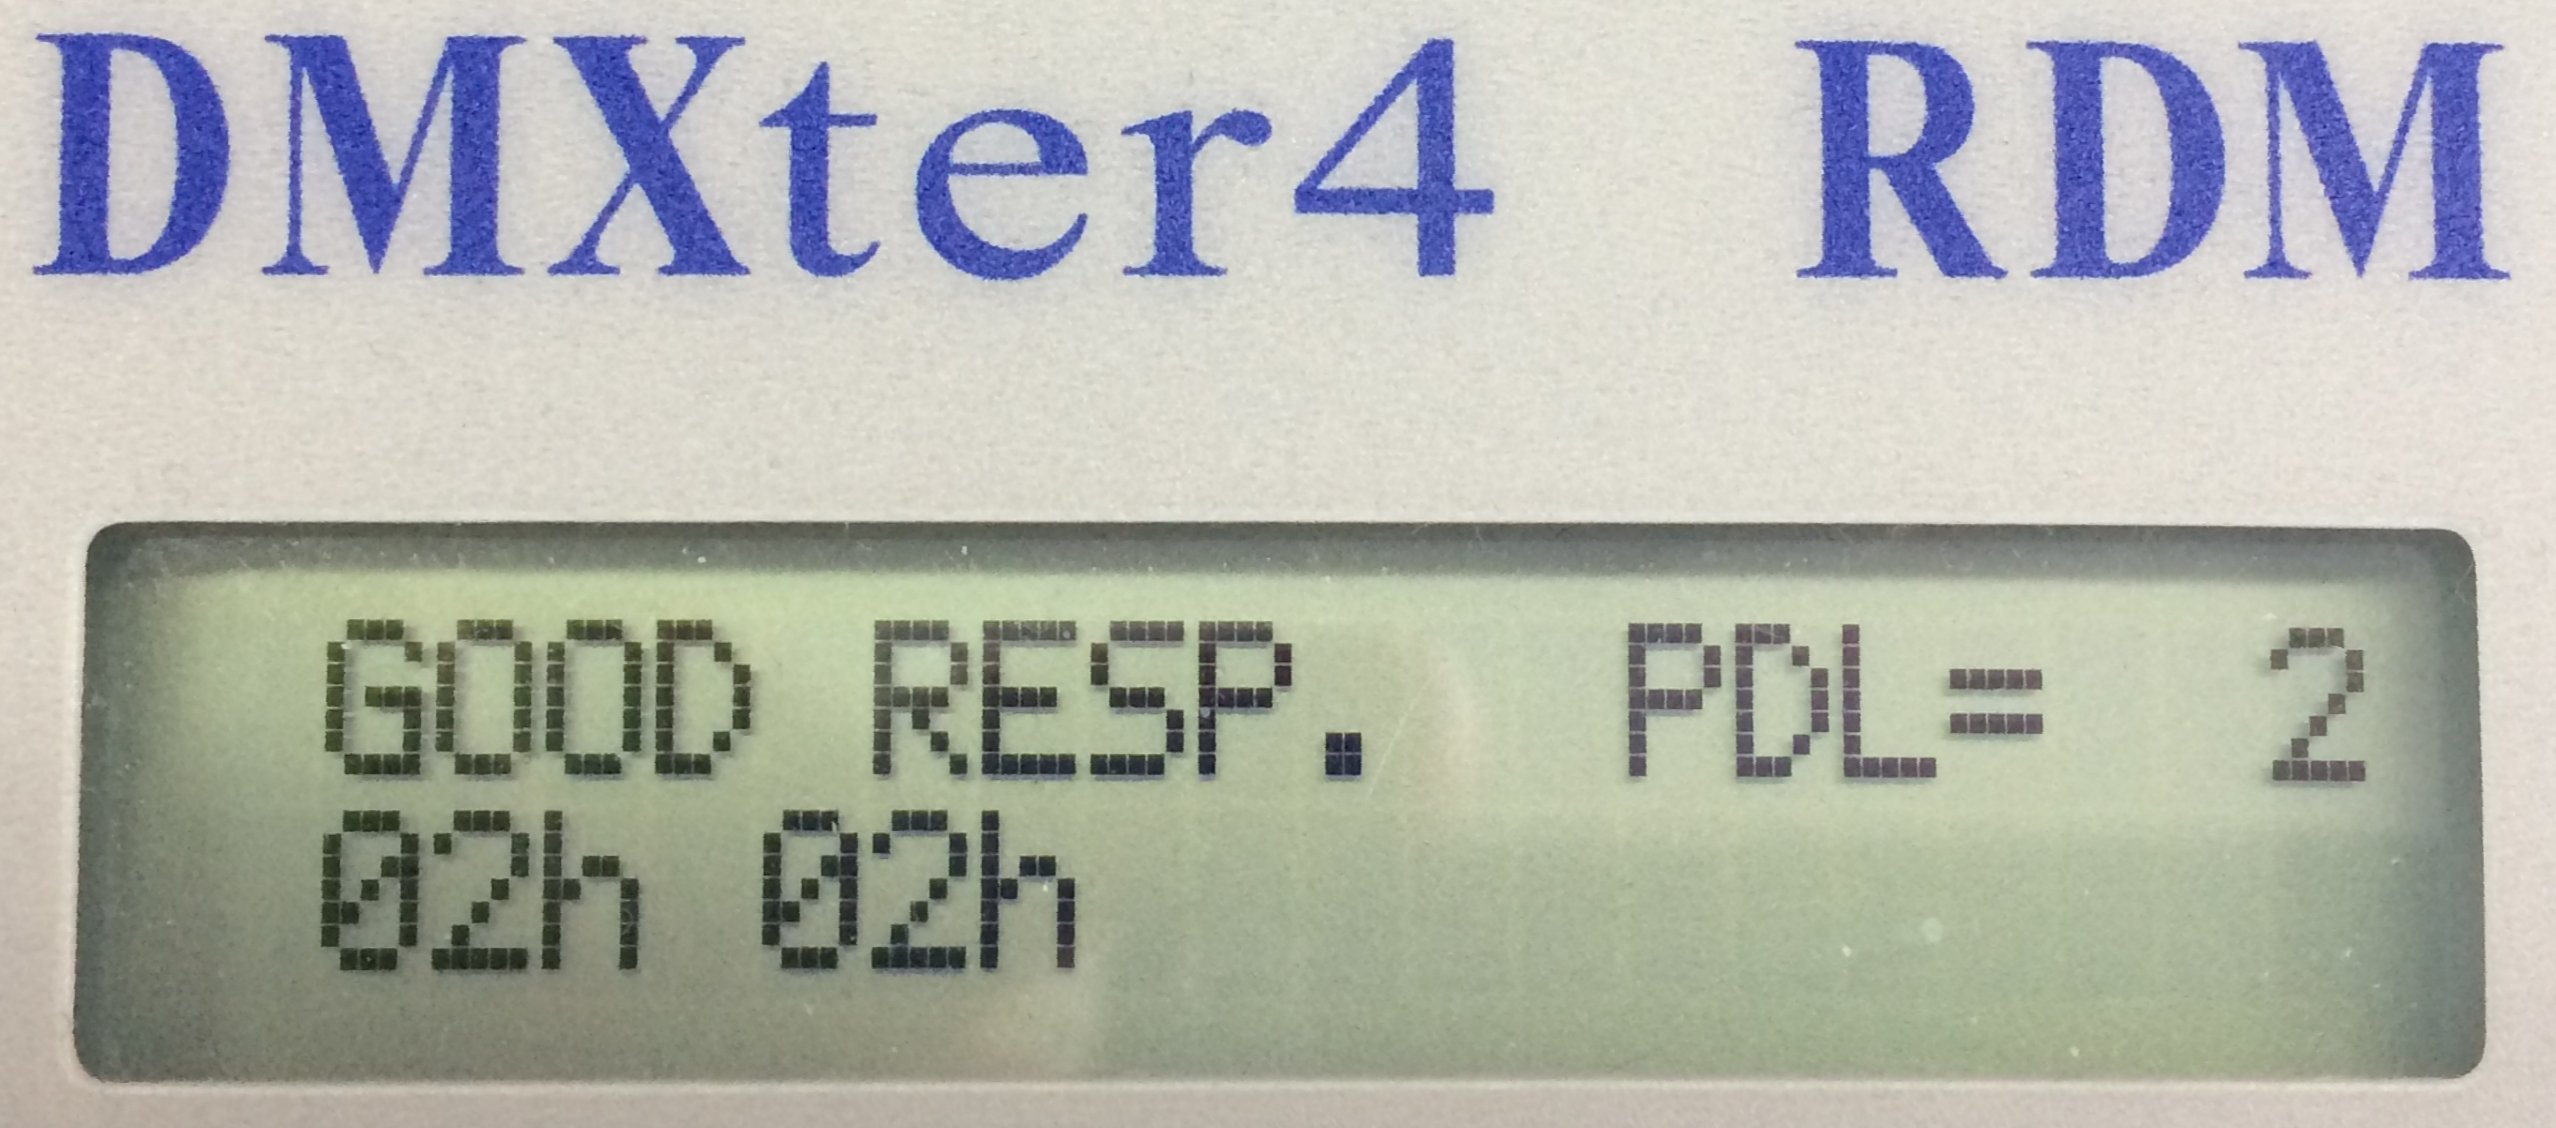 DMXter4 RDM
GOOD RESP. PDL= 2
02h 02h